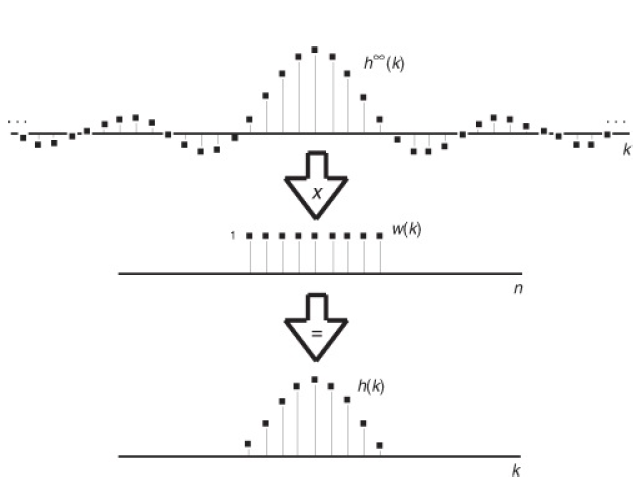 h∞(k)
... ...
k
x
1 w(k)
n
=
h(k)
k